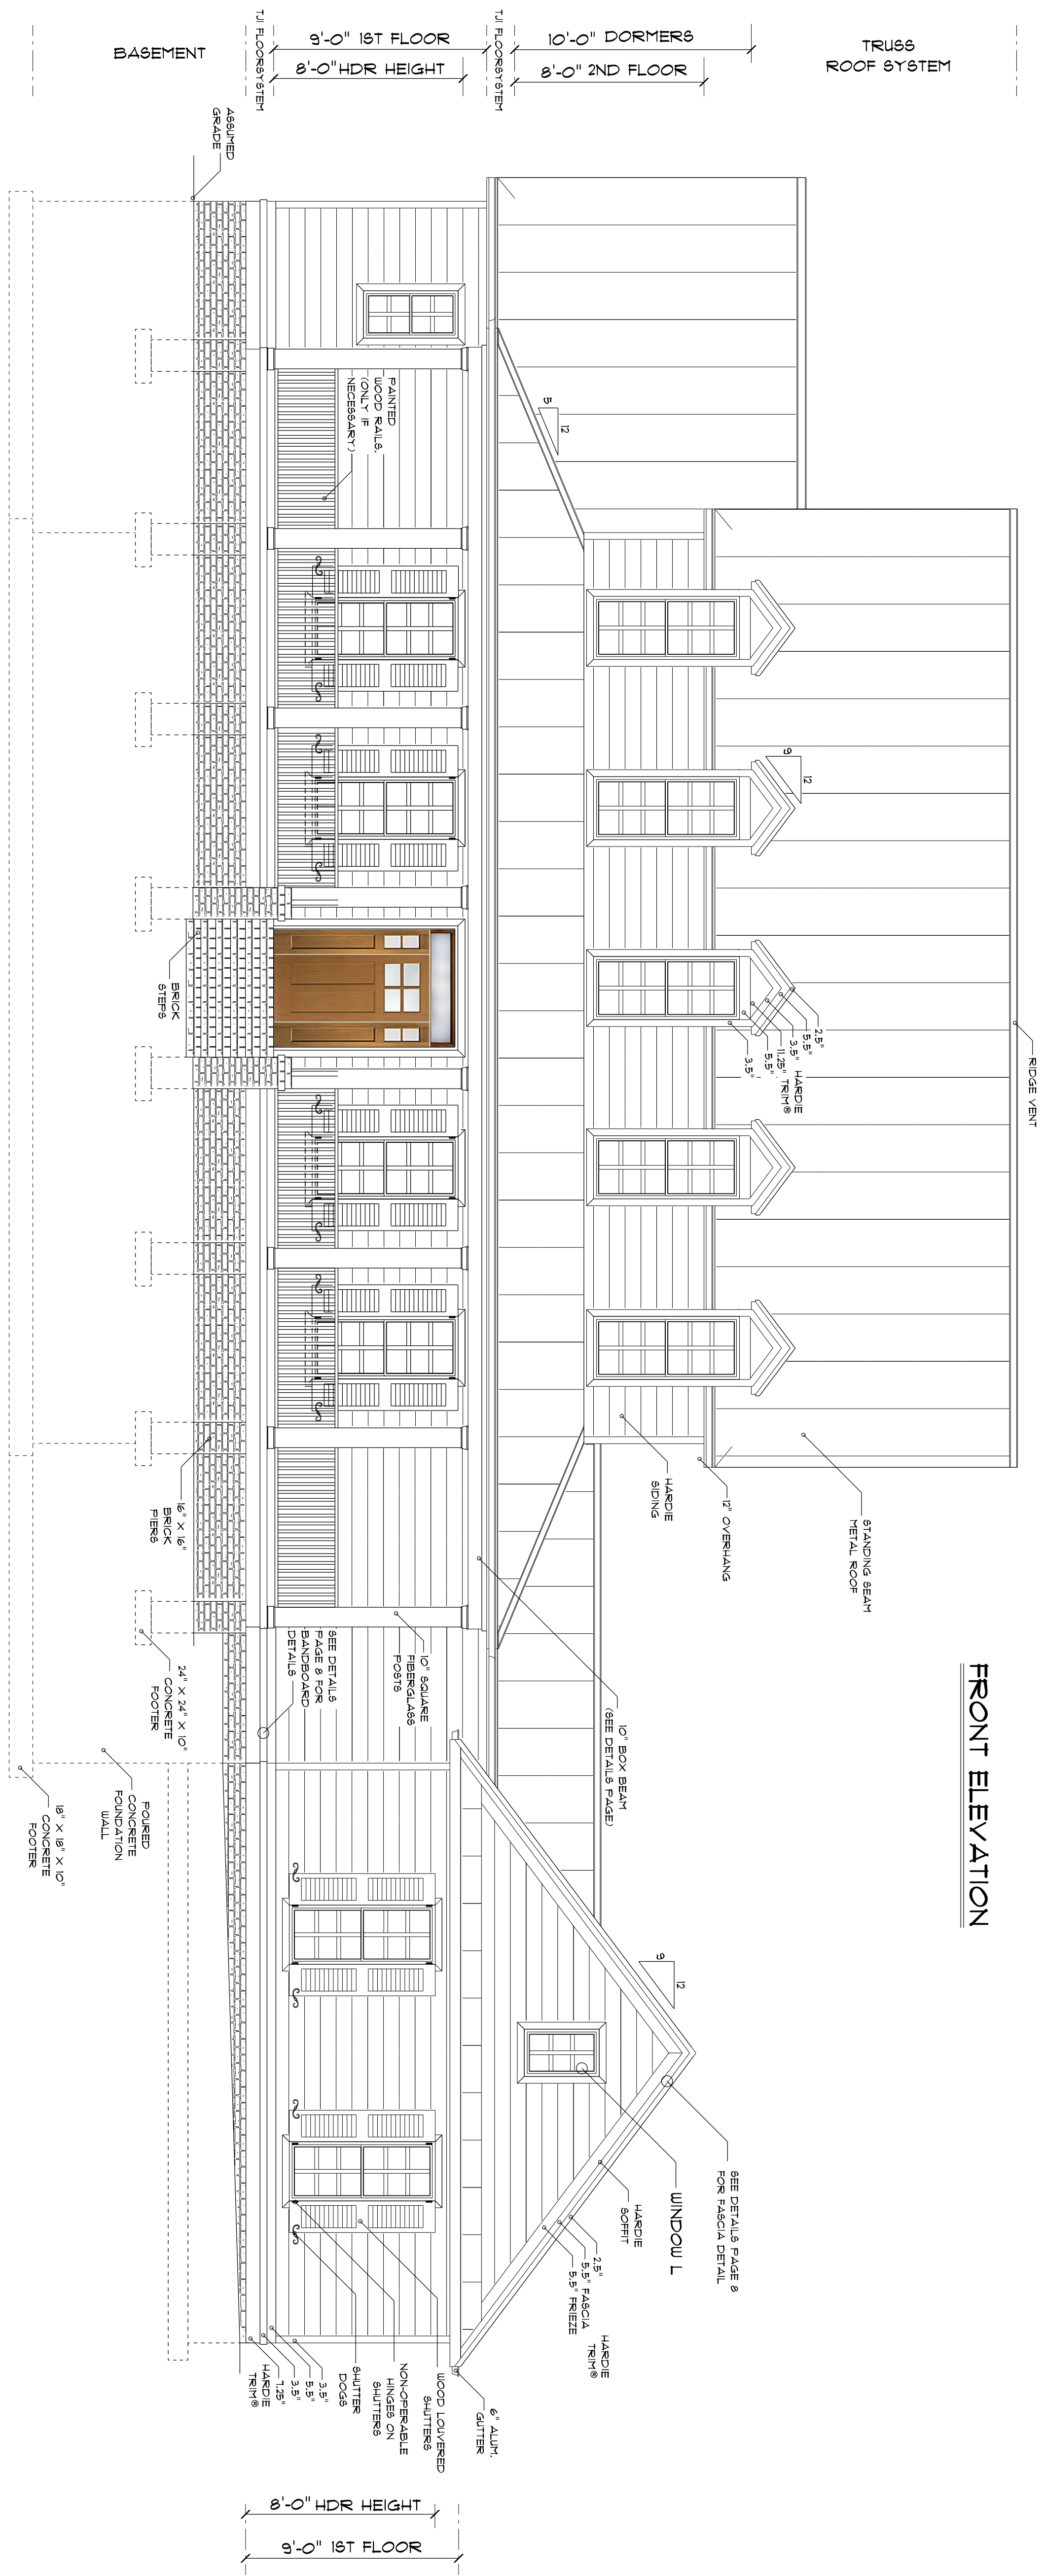 FRONT ELEVATION
TRUSS
ROOF SYSTEM
10'-0" DORMERS
8'-0" 2ND FLOOR
TJI FLOORSYSTEM
9'-0" 1ST FLOOR
8'-0" HDR HEIGHT
TJI FLOORSYSTEM
BASEMENT
ASSUMED
GRADE
RIDGE VENT
2.5"
5.5"
3.5"
11.25"
5.5"
3.5"
HARDIE
TRIM®
9
12
5
12
STANDING SEAM
METAL ROOF
12" OVERHANG
HARDIE
SIDING
10" BOX BEAM
(SEE DETAILS PAGE)
PAINTED
WOOD RAILS.
(ONLY IF
NECESSARY)
BRICK
STEPS
16" X 16"
BRICK
PIERS
24" X 24" X 10"
CONCRETE
FOOTER
10" SQUARE
FIBERGLASS
POSTS
SEE DETAILS
PAGE 8 FOR
BANDBOARD
DETAILS
POURED
CONCRETE
FOUNDATION
WALL
18" X 18" X 10"
CONCRETE
FOOTER
9
12
SEE DETAILS PAGE 8
FOR FASCIA DETAIL
WINDOW L
HARDIE
SOFFIT
2.5"
5.5" FASCIA
5.5" FRIEZE
HARDIE
TRIM®
6" ALUM.
GUTTER
WOOD LOUVERED
SHUTTERS
NON-OPERABLE
HINGES ON
SHUTTERS
SHUTTER
DOGS
3.5"
5.5"
3.5"
7.25"
HARDIE
TRIM®
8'-0" HDR HEIGHT
9'-0" 1ST FLOOR